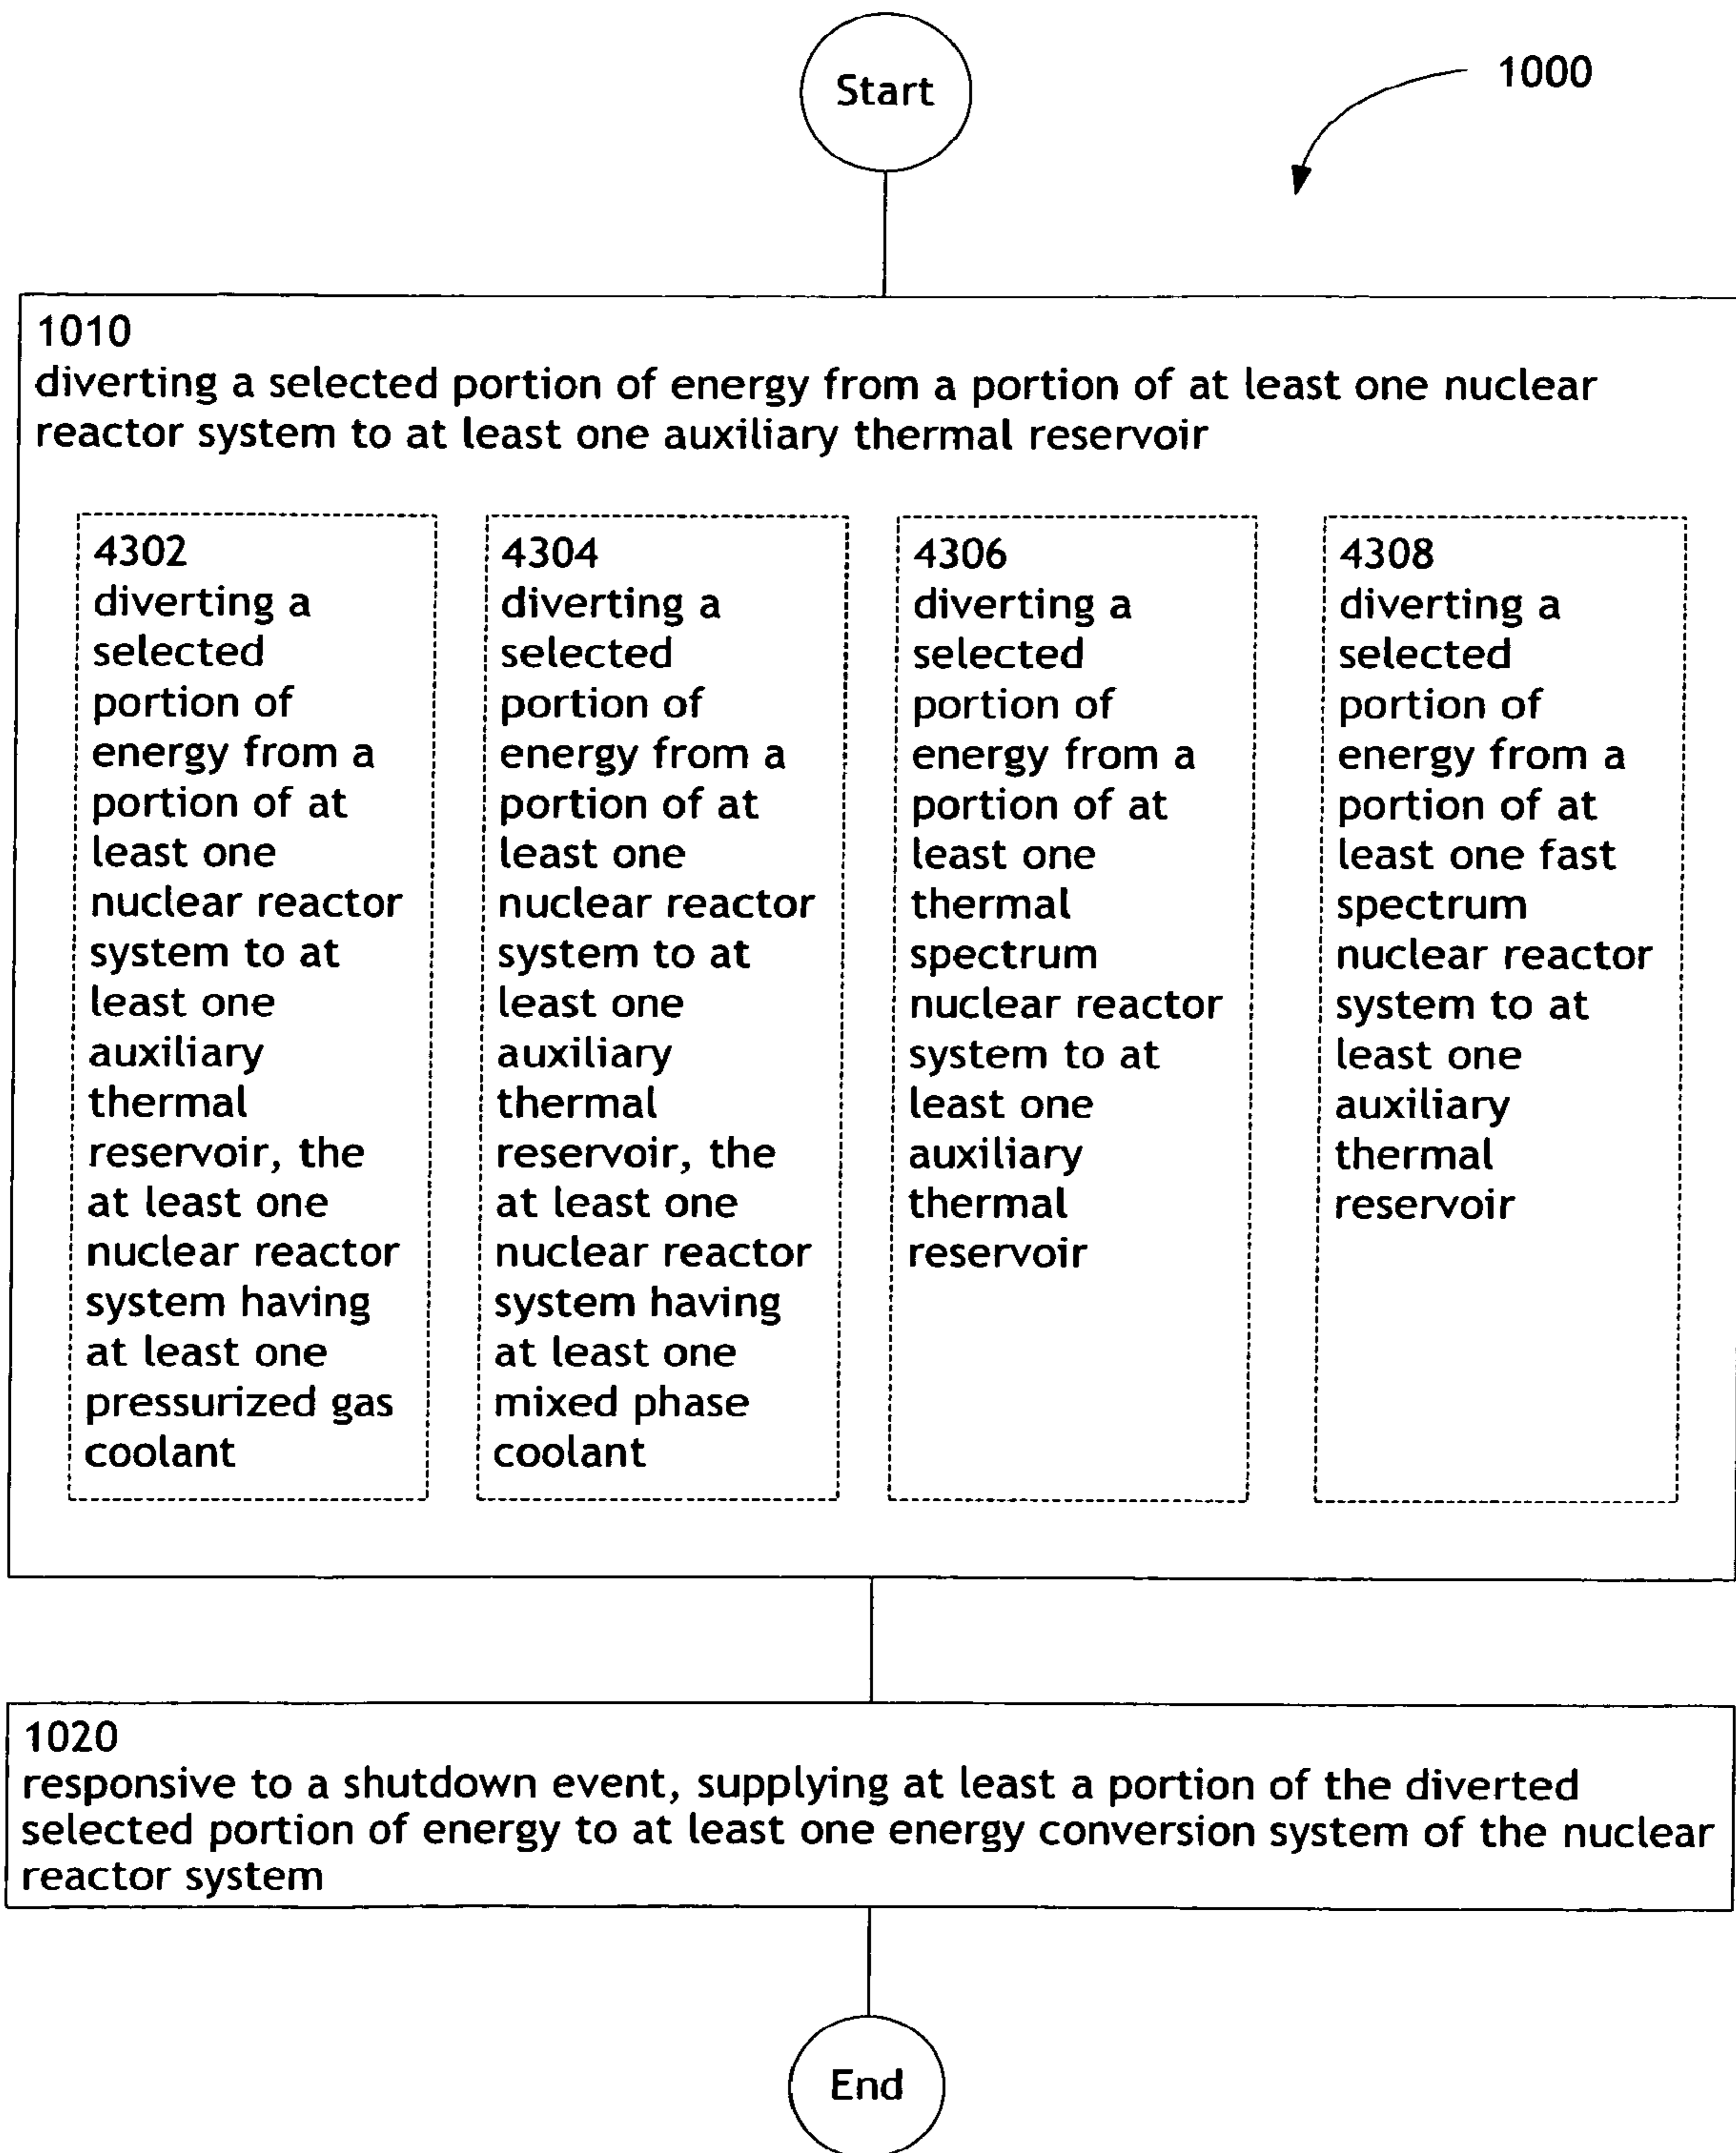 Start
1000
1010
diverting a selected portion of energy from a portion of at least one nuclear
reactor system to at least one auxiliary thermal reservoir
4302
diverting a
selected
portion of
energy from a
portion of at
least one
nuclear reactor
system to at
least one
auxiliary
thermal
reservoir, the
at least one
nuclear reactor
system having
at least one
pressurized gas
coolant
4304
diverting a
selected
portion of
energy from a
portion of at
least one
nuclear reactor
system to at
least one
auxiliary
thermal
reservoir, the
at least one
nuclear reactor
system having
at least one
mixed phase
coolant
4306
diverting a
selected
portion of
energy from a
portion of at
least one
thermal
spectrum
nuclear reactor
system to at
least one
auxiliary
thermal
reservoir
4308
diverting a
selected
portion of
energy from a
portion of at
least one fast
spectrum
nuclear reactor
system to at
least one
auxiliary
thermal
reservoir
1020
responsive to a shutdown event, supplying at least a portion of the diverted
selected portion of energy to at least one energy conversion system of the nuclear
reactor system
End